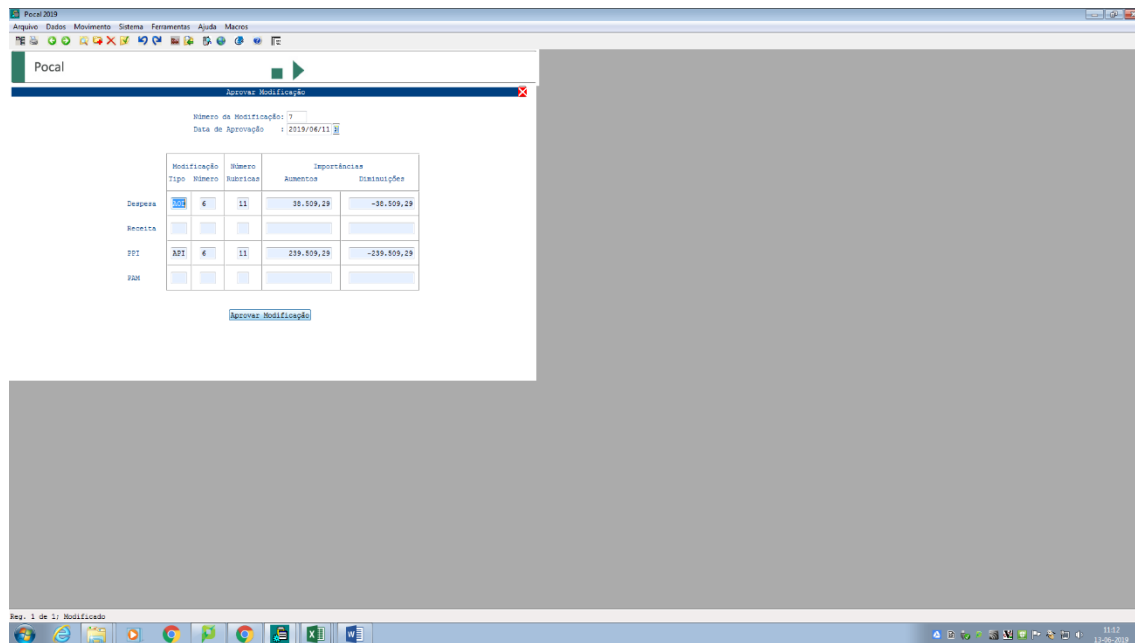 Pocal 2019
Arquivo Dados Movimento Sistema Ferramentas Ajuda Macros
Pocal
Aprovar Modificação
Número da Modificação: 7
Data de Aprovação : 2019/06/11
Modificação Número Importâncias
Tipo Número Rubricas Aumentos Diminuições
Despesa 6 11 38.509,29 -38.509,29
Receita
PPI API 6 11 239.509,29 -239.509,29
PAM
Aprovar Modificação
Reg. 1 de 1; Modificado
11:12
13-06-2019